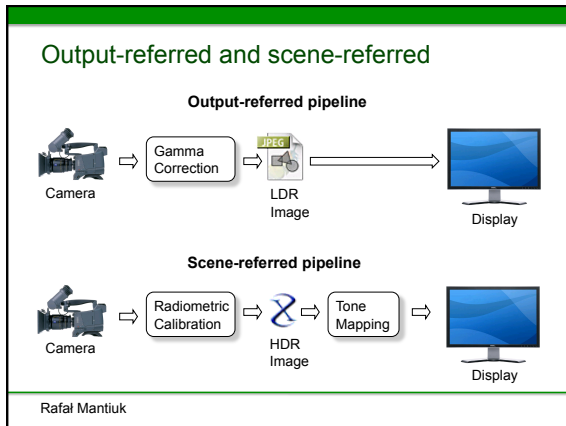 Output-referred and scene-referred
Output-referred pipeline
Camera
Gamma
Correction
JPEG
LDR
Image
Display
Scene-referred pipeline
Camera
Radiometric
Calibration
HDR
Image
Tone
Mapping
Display
Rafał Mantiuk